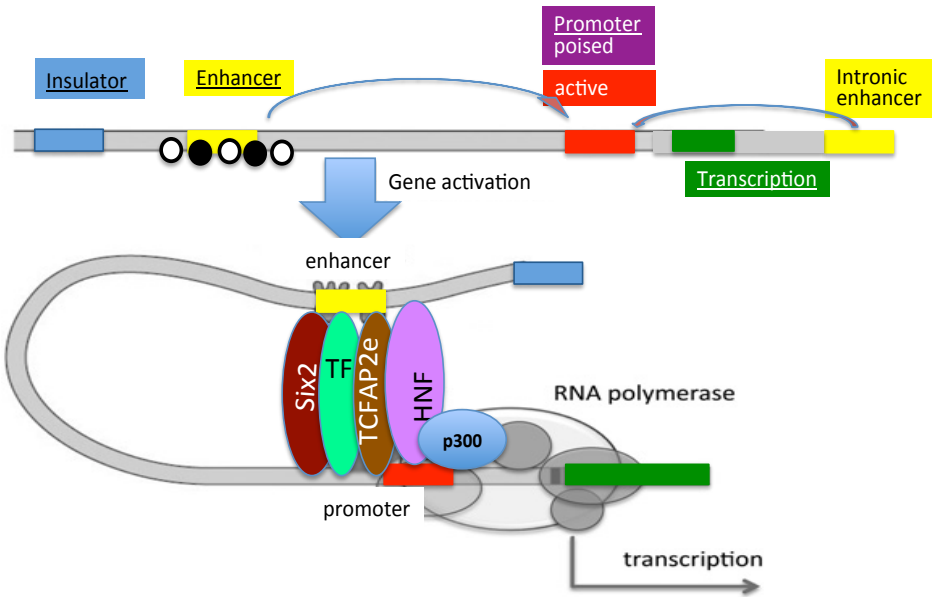 Promoter
poised
active
Insulator
Enhancer
Intronic
enhancer
Transcription
Gene activation
enhancer
Six2
TF
TCFAP2e
HNF
p300
RNA polymerase
promoter
transcription